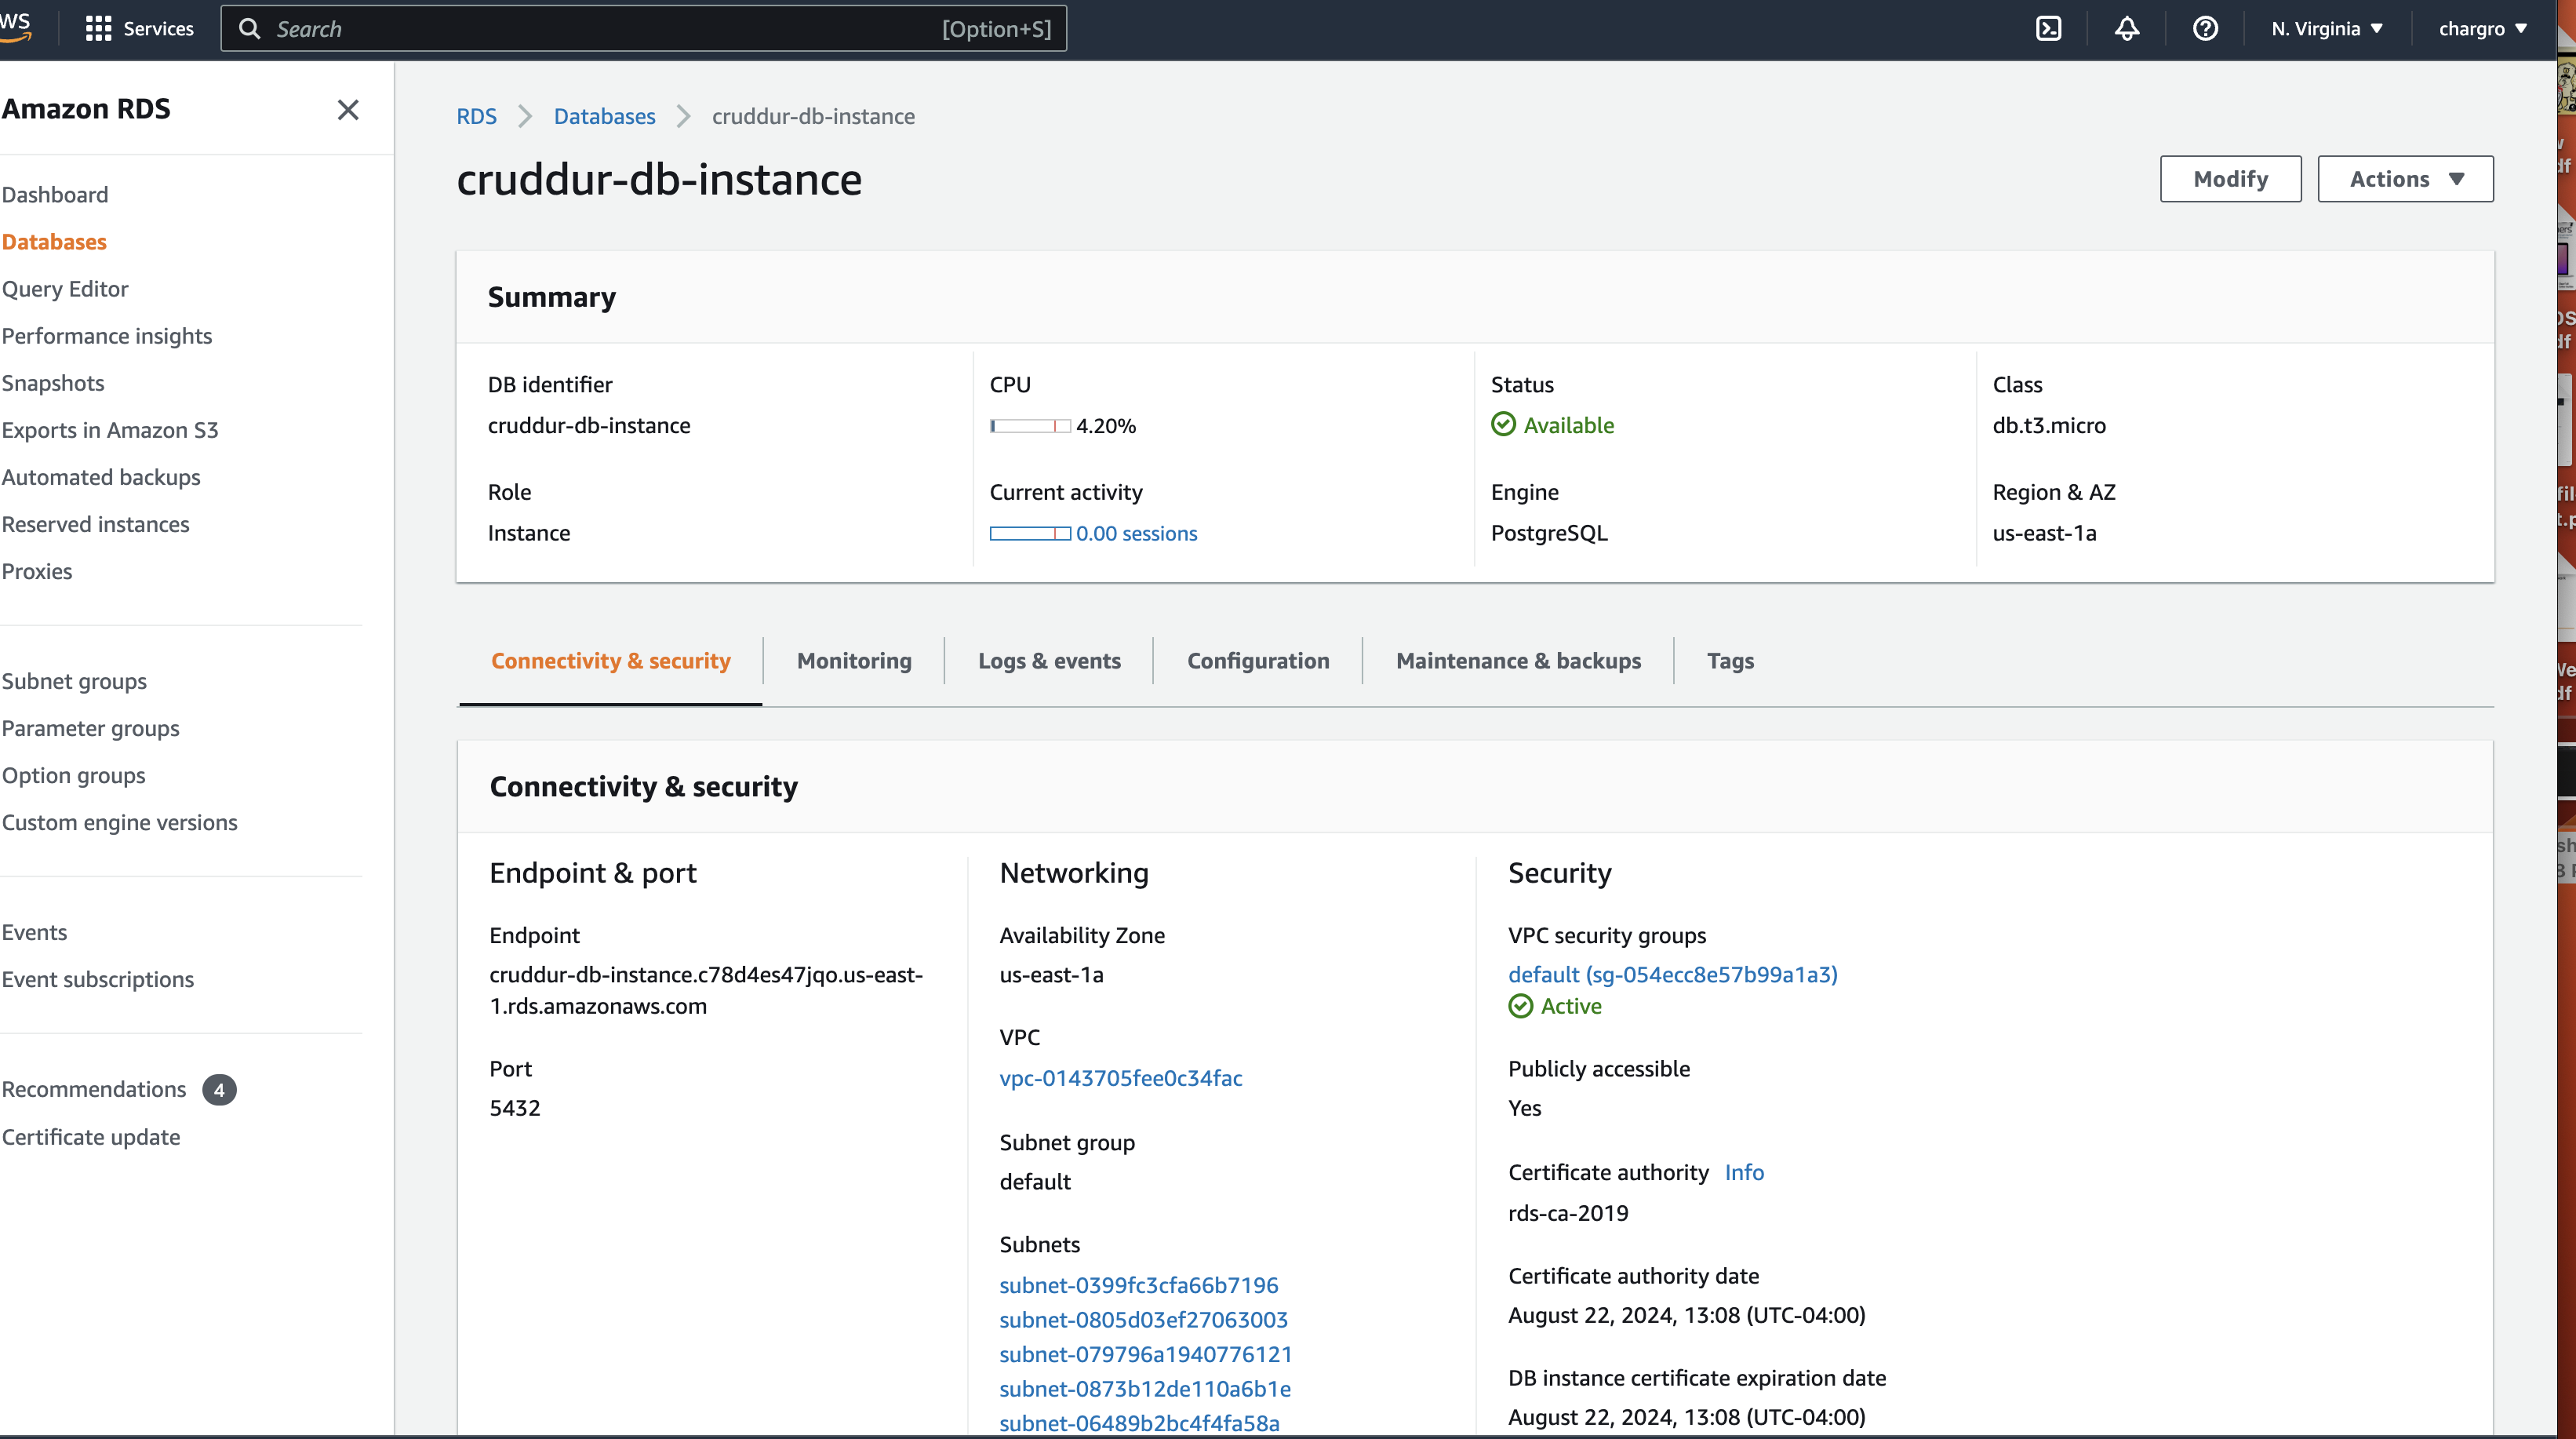 Services
Search
[Option+S]
N. Virginia
chargro
Amazon RDS
Dashboard
Databases
Query Editor
Performance insights
Snapshots
Exports in Amazon S3
Automated backups
Reserved instances
Proxies
Subnet groups
Parameter groups
Option groups
Custom engine versions
Events
Event subscriptions
Recommendations 4
Certificate update
RDS > Databases > cruddur-db-instance
cruddur-db-instance
Modify
Actions
Summary
DB identifier
cruddur-db-instance
CPU
4.20%
Status
Available
Class
db.t3.micro
Role
Instance
Current activity
0.00 sessions
Engine
PostgreSQL
Region & AZ
us-east-1a
Connectivity & security
Monitoring
Logs & events
Configuration
Maintenance & backups
Tags
Connectivity & security
Endpoint & port
Endpoint
cruddur-db-instance.c78d4es47jqo.us-east-
1.rds.amazonaws.com
Port
5432
Networking
Availability Zone
us-east-1a
VPC
vpc-0143705fee0c34fac
Subnet group
default
Subnets
subnet-0399fc3cfa66b7196
subnet-0805d03ef27063003
subnet-079796a1940776121
subnet-0873b12de110a6b1e
subnet-06489b2bc4f4fa58a
Security
VPC security groups
default (sg-054ecc8e57b99a1a3)
Active
Publicly accessible
Yes
Certificate authority Info
rds-ca-2019
Certificate authority date
August 22, 2024, 13:08 (UTC-04:00)
DB instance certificate expiration date
August 22, 2024, 13:08 (UTC-04:00)